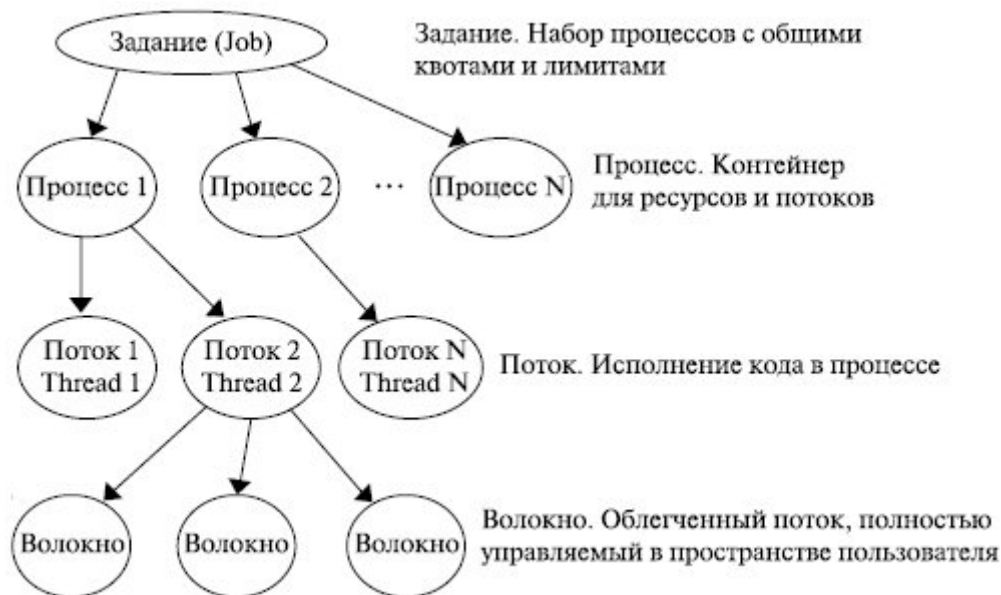 Задание (Job)
Задание. Набор процессов с общими
квотами и лимитами
Процесс 1
Процесс 2
...
Процесс N
Процесс. Контейнер
для ресурсов и потоков
Поток 1
Thread 1
Поток 2
Thread 2
Поток N
Thread N
Поток. Исполнение кода в процессе
Волокно
Волокно
Волокно
Волокно. Облегченный поток, полностью
управляемый в пространстве пользователя